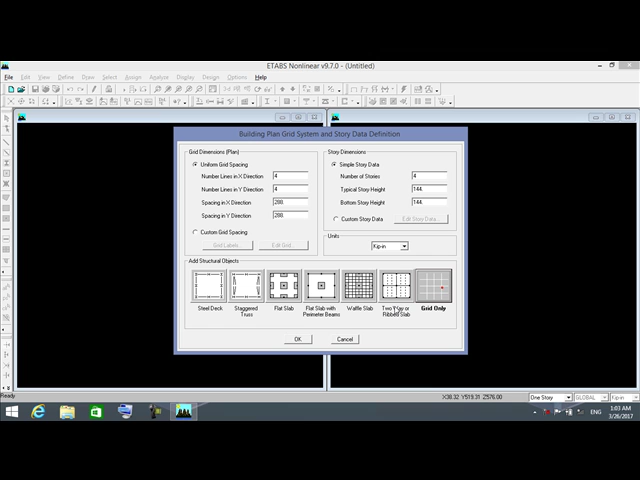 ETABS Nonlinear v9.7.0 - (Untitled)
File Edit View Define Draw Select Assign Analyze Display Design Options Help
Building Plan Grid System and Story Data Definition
Grid Dimensions (Plan)
Uniform Grid Spacing
Number Lines in X Direction 4
Number Lines in Y Direction 4
Spacing in X Direction 288.
Spacing in Y Direction 288.
Custom Grid Spacing
Grid Labels... Edit Grid...
Story Dimensions
Simple Story Data
Number of Stories 4
Typical Story Height 144.
Bottom Story Height 144.
Custom Story Data Edit Story Data...
Units
Kip-in
Add Structural Objects
Steel Deck
Staggered
Truss
Flat Slab
Flat Slab with
Perimeter Beams
Waffle Slab
Two Way or
Ribbed Slab
Grid Only
OK Cancel
Ready X38.32 Y519.31 Z576.00 One Story GLOBAL Kip-in
ENG
1:03 AM
3/26/2017